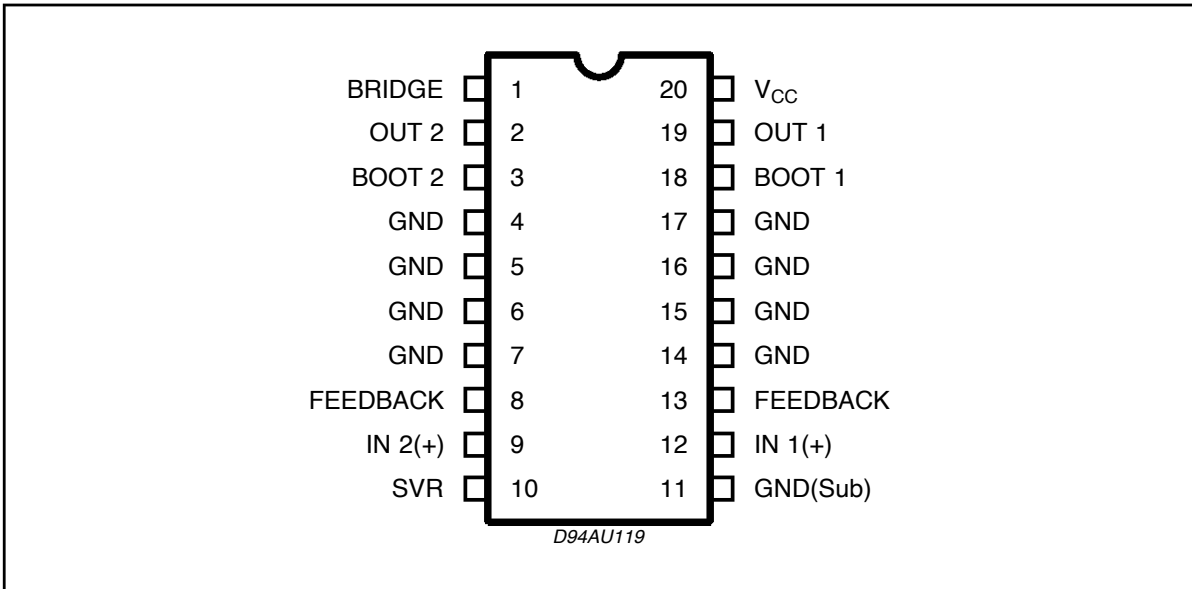 BRIDGE 1 20 V_CC
OUT 2 2 19 OUT 1
BOOT 2 3 18 BOOT 1
GND 4 17 GND
GND 5 16 GND
GND 6 15 GND
GND 7 14 GND
FEEDBACK 8 13 FEEDBACK
IN 2(+) 9 12 IN 1(+)
SVR 10 11 GND(Sub)
D94AU119